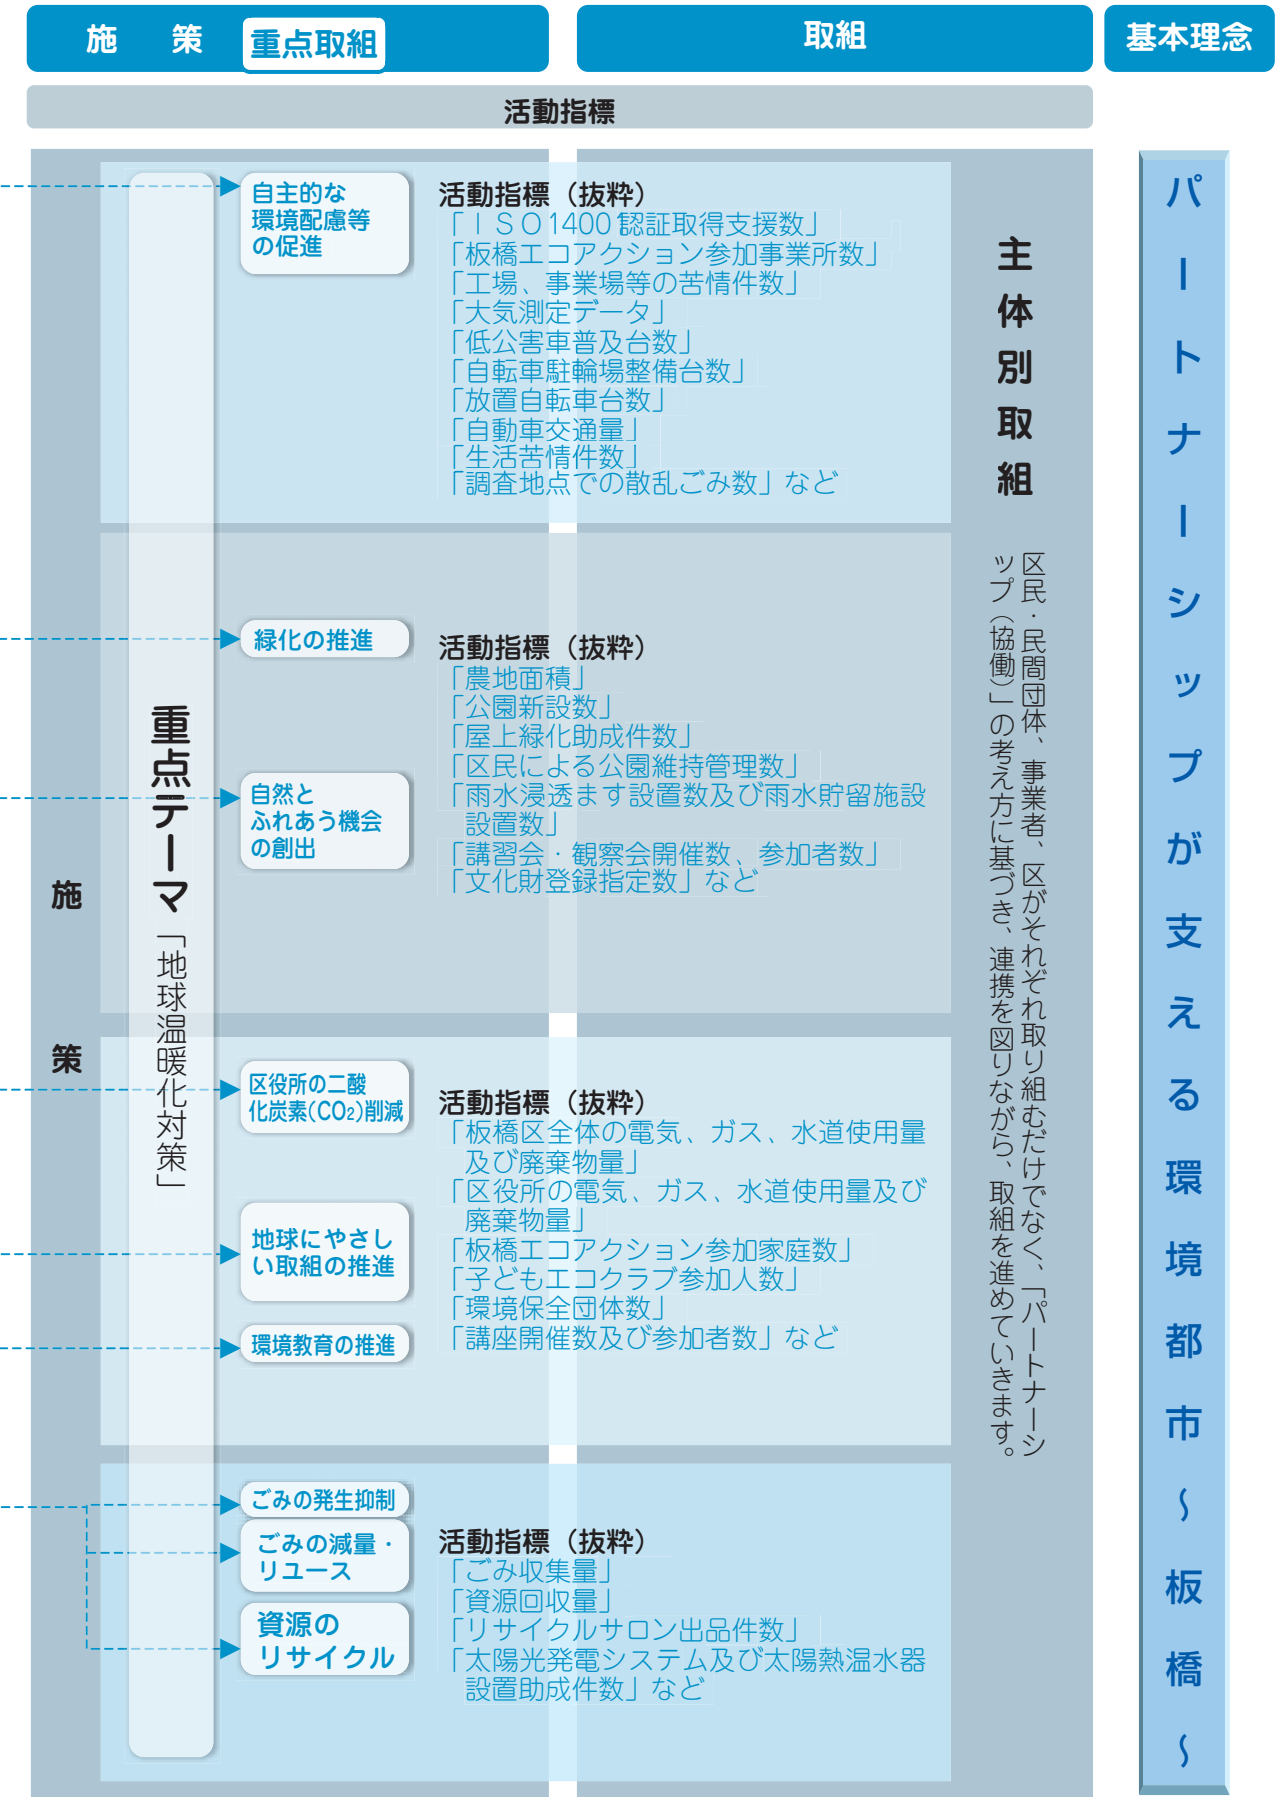 施 策 重点取組
取組
基本理念
活動指標
施策
重点テーマ「地球温暖化対策」
自主的な
環境配慮等
の促進
活動指標（抜粋）
「ＩＳＯ14001認証取得支援数」
「板橋エコアクション参加事業所数」
「工場、事業場等の苦情件数」
「大気測定データ」
「低公害車普及台数」
「自転車駐輪場整備台数」
「放置自転車台数」
「自動車交通量」
「生活苦情件数」
「調査地点での散乱ごみ数」など
緑化の推進
自然と
ふれあう機会
の創出
活動指標（抜粋）
「農地面積」
「公園新設数」
「屋上緑化助成件数」
「区民による公園維持管理数」
「雨水浸透ます設置数及び雨水貯留施設
設置数」
「講習会・観察会開催数、参加者数」
「文化財登録指定数」など
区役所の二酸
化炭素(CO₂)削減
地球にやさし
い取組の推進
環境教育の推進
活動指標（抜粋）
「板橋区全体の電気、ガス、水道使用量
及び廃棄物量」
「区役所の電気、ガス、水道使用量及び
廃棄物量」
「板橋エコアクション参加家庭数」
「子どもエコクラブ参加人数」
「環境保全団体数」
「講座開催数及び参加者数」など
ごみの発生抑制
ごみの減量・
リユース
資源の
リサイクル
活動指標（抜粋）
「ごみ収集量」
「資源回収量」
「リサイクルサロン出品件数」
「太陽光発電システム及び太陽熱温水器
設置助成件数」など
主体別取組
区民・民間団体、事業者、区がそれぞれ取り組むだけでなく、「パートナーシ
ップ（協働）」の考え方に基づき、連携を図りながら、取組を進めていきます。
パートナーシップが支える環境都市～板橋～